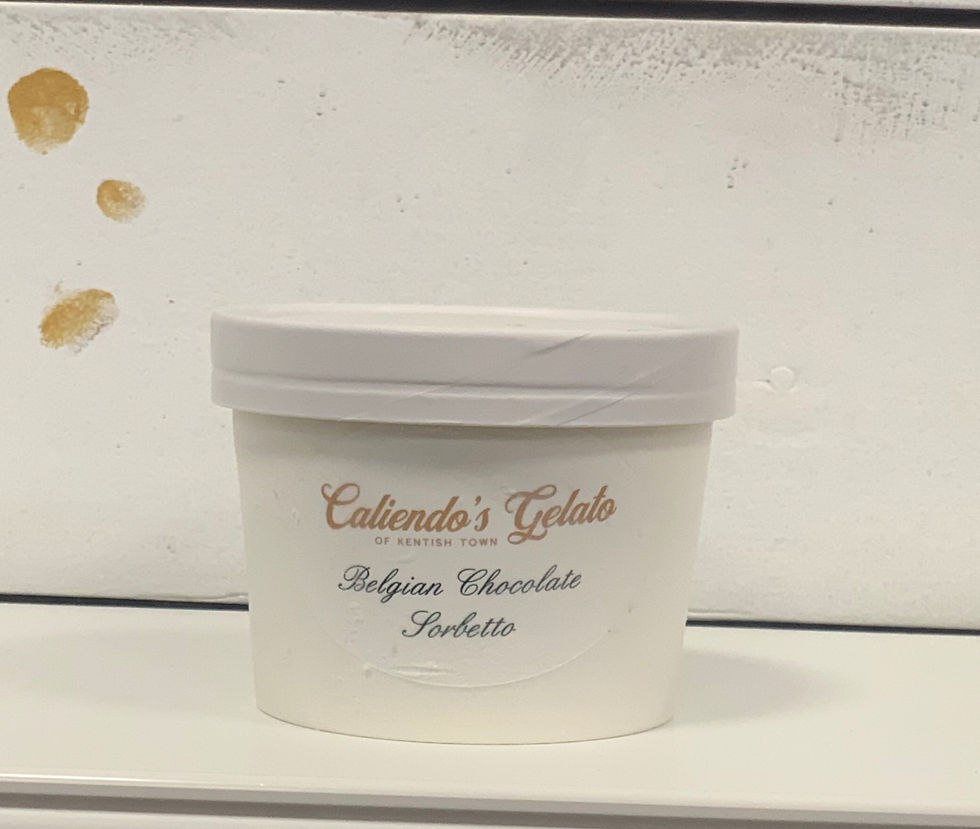 Caliendo's Gelato
OF KENTISH TOWN
Belgian Chocolate
Sorbetto